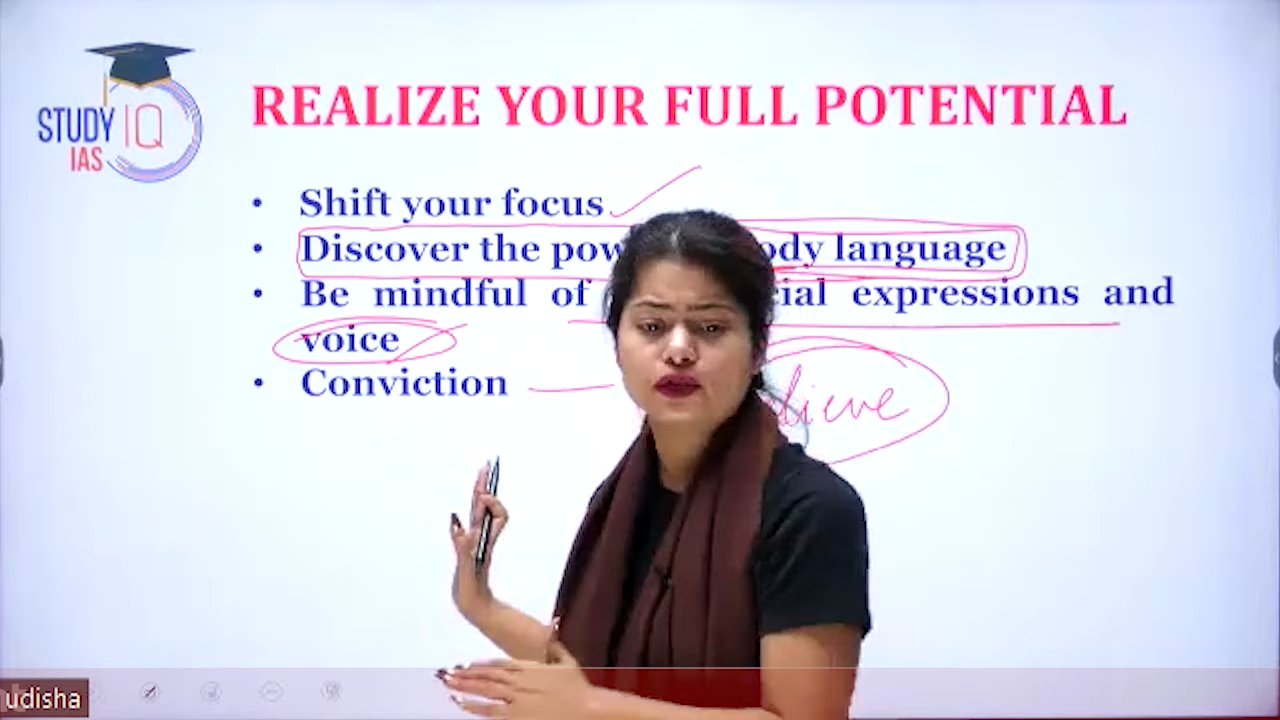 STUDY IQ
IAS
REALIZE YOUR FULL POTENTIAL
• Shift your focus
• Discover the pow ody language
• Be mindful of cial expressions and
voice
• Conviction
lieve
udisha